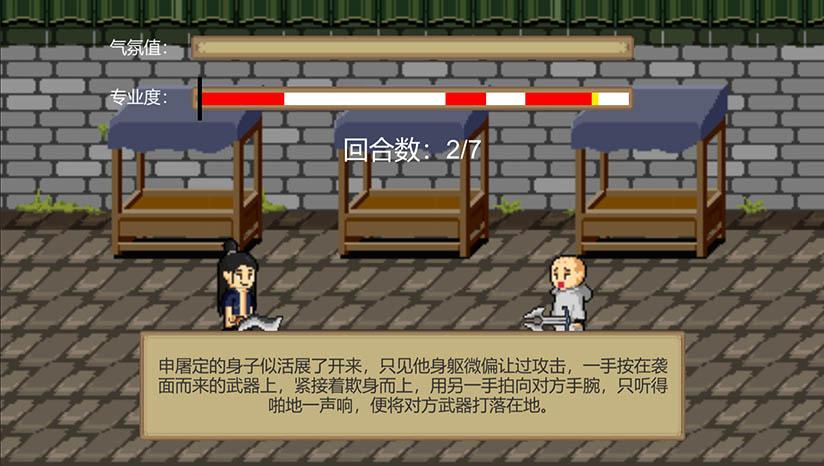 气氛值：
专业度：
回合数：2/7
申屠定的身子似活展了开来，只见他身躯微偏让过攻击，一手按在袭
面而来的武器上，紧接着欺身而上，用另一手拍向对方手腕，只听得
啪地一声响，便将对方武器打落在地。